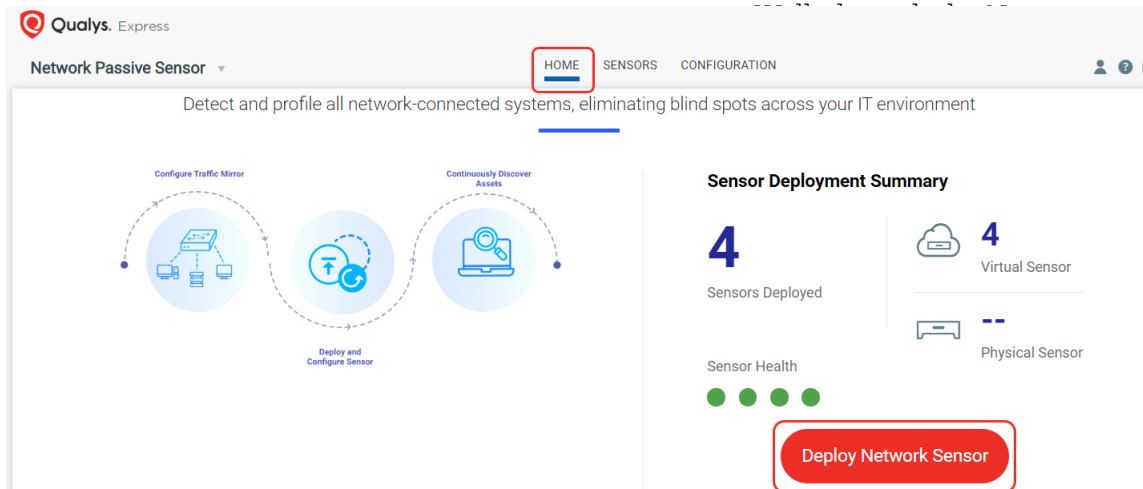 Qualys. Express
Network Passive Sensor
HOME SENSORS CONFIGURATION
Detect and profile all network-connected systems, eliminating blind spots across your IT environment
Configure Traffic Mirror
Continuously Discover
Assets
Deploy and
Configure Sensor
Sensor Deployment Summary
4
Sensors Deployed
4
Virtual Sensor
--
Physical Sensor
Sensor Health
Deploy Network Sensor